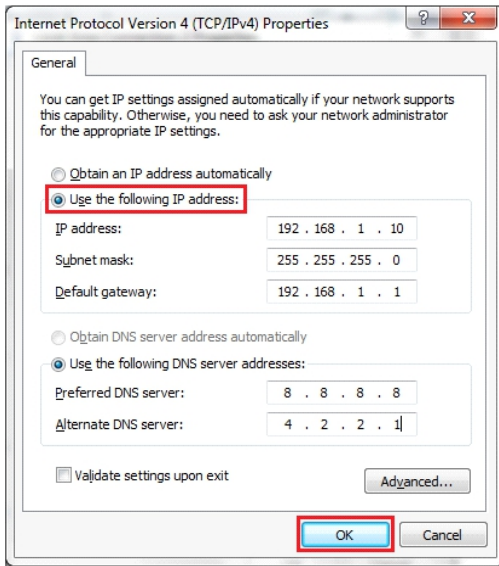 Internet Protocol Version 4 (TCP/IPv4) Properties
General
You can get IP settings assigned automatically if your network supports
this capability. Otherwise, you need to ask your network administrator
for the appropriate IP settings.
Obtain an IP address automatically
Use the following IP address:
IP address: 192 . 168 . 1 . 10
Subnet mask: 255 . 255 . 255 . 0
Default gateway: 192 . 168 . 1 . 1
Obtain DNS server address automatically
Use the following DNS server addresses:
Preferred DNS server: 8 . 8 . 8 . 8
Alternate DNS server: 4 . 2 . 2 . 1
Validate settings upon exit
Advanced...
OK Cancel